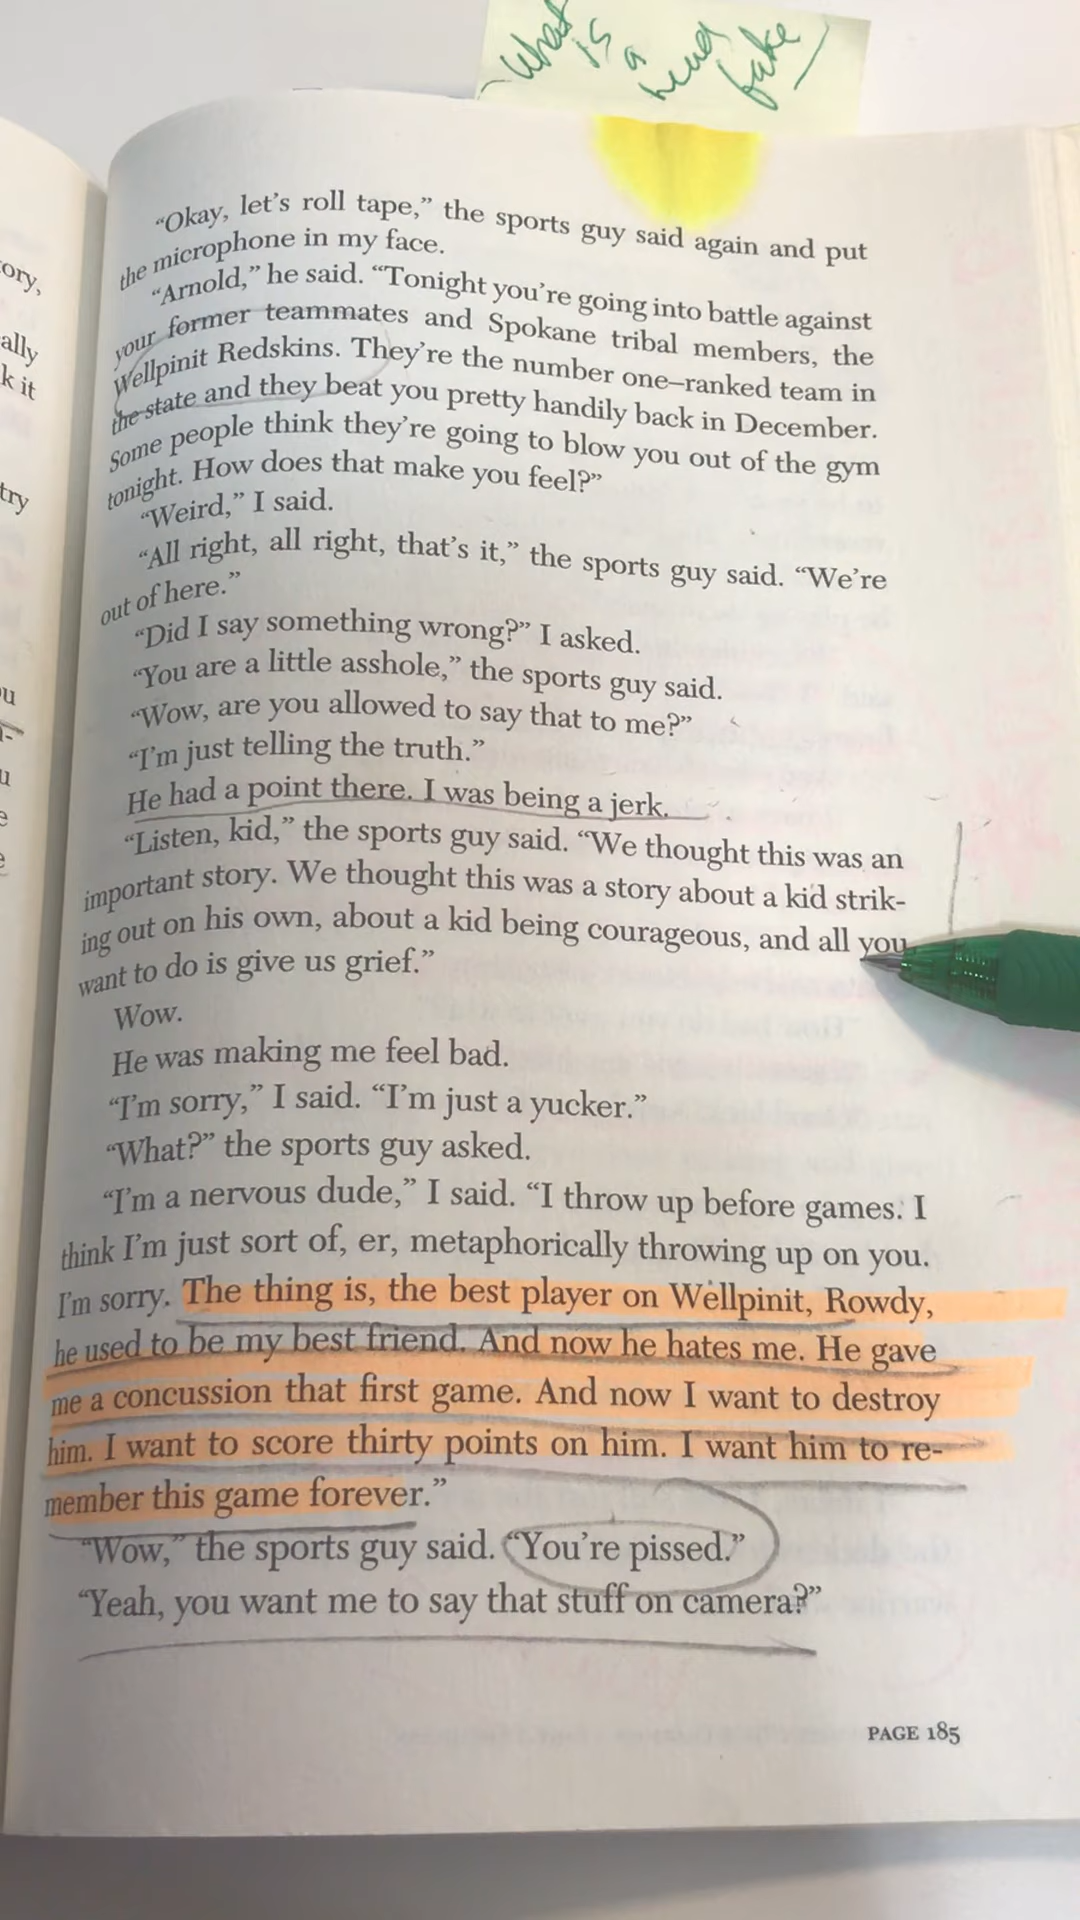 What
is
a
head
fake
ory,
ally
k it
try
ou
u
e
e
“Okay, let’s roll tape,” the sports guy said again and put
the microphone in my face.
“Arnold,” he said. “Tonight you’re going into battle against
your former teammates and Spokane tribal members, the
Wellpinit Redskins. They’re the number one–ranked team in
the state and they beat you pretty handily back in December.
Some people think they’re going to blow you out of the gym
tonight. How does that make you feel?”
“Weird,” I said.
“All right, all right, that’s it,” the sports guy said. “We’re
out of here.”
“Did I say something wrong?” I asked.
“You are a little asshole,” the sports guy said.
“Wow, are you allowed to say that to me?”
“I’m just telling the truth.”
He had a point there. I was being a jerk.
“Listen, kid,” the sports guy said. “We thought this was an
important story. We thought this was a story about a kid strik-
ing out on his own, about a kid being courageous, and all you
want to do is give us grief.”
Wow.
He was making me feel bad.
“I’m sorry,” I said. “I’m just a yucker.”
“What?” the sports guy asked.
“I’m a nervous dude,” I said. “I throw up before games. I
think I’m just sort of, er, metaphorically throwing up on you.
I’m sorry. The thing is, the best player on Wellpinit, Rowdy,
he used to be my best friend. And now he hates me. He gave
me a concussion that first game. And now I want to destroy
him. I want to score thirty points on him. I want him to re-
member this game forever.”
“Wow,” the sports guy said. “You’re pissed.”
“Yeah, you want me to say that stuff on camera?”
PAGE 185